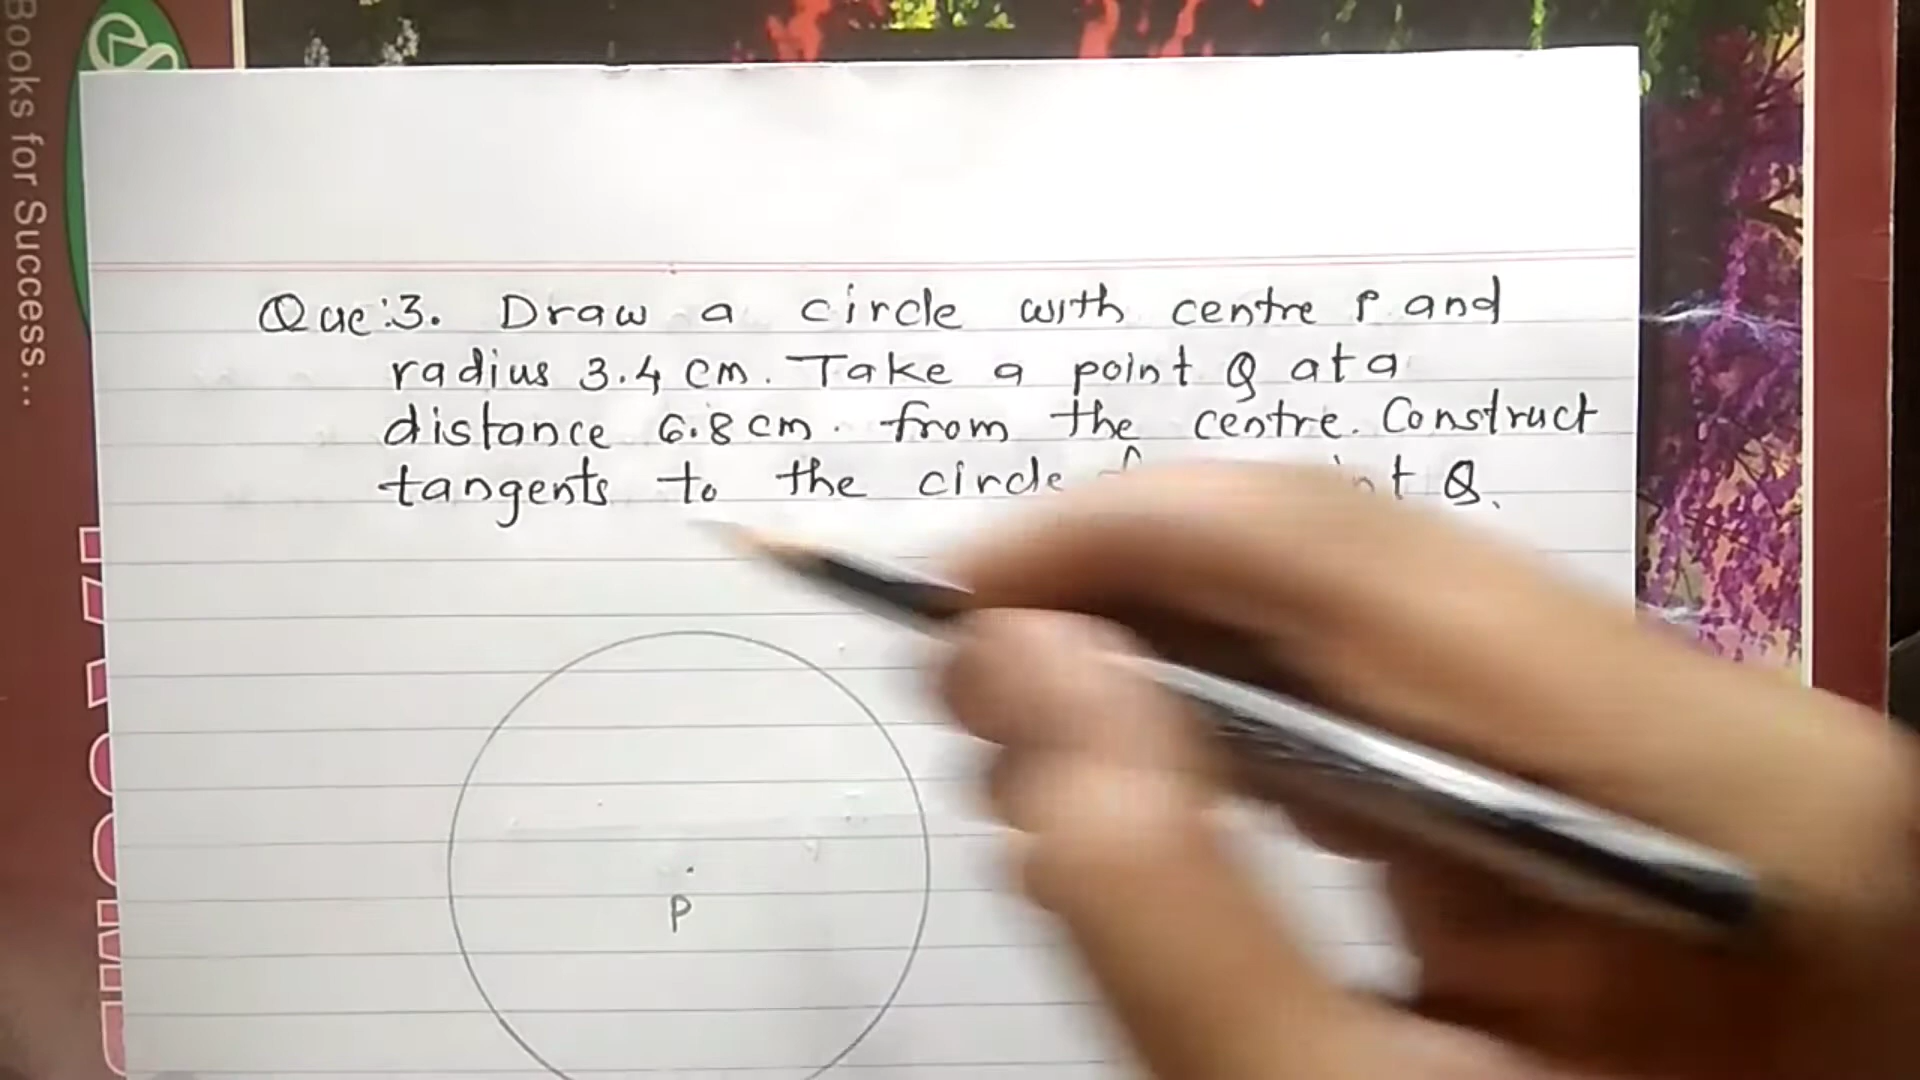 Books for Success...
Que:3. Draw a circle with centre P and
radius 3.4 cm. Take a point Q at a
distance 6.8 cm. from the centre. Construct
tangents to the circle Q.
P